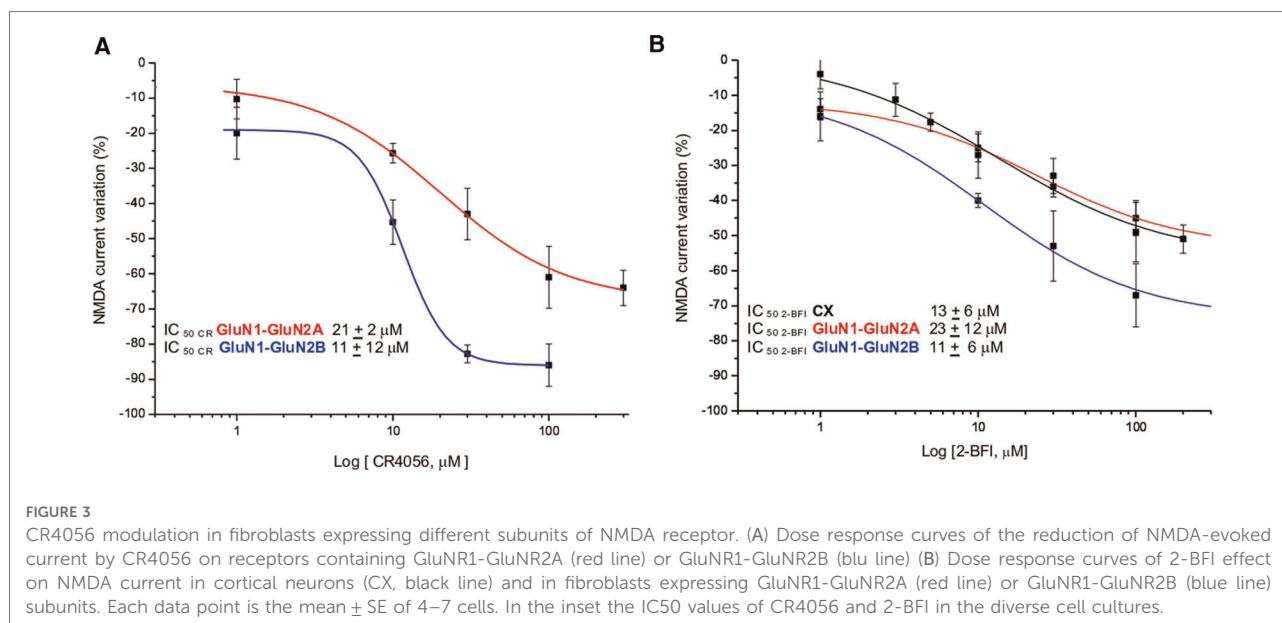 A
B
0
-10
-20
-30
-40
-50
-60
-70
-80
-90
-100
NMDA current variation (%)
IC 50 CR GluN1-GluN2A 21 ± 2 µM
IC 50 CR GluN1-GluN2B 11 ± 12 µM
1
10
100
Log [ CR4056, µM ]
0
-10
-20
-30
-40
-50
-60
-70
-80
-90
-100
NMDA current variation (%)
IC 50 2-BFI CX 13 ± 6 µM
IC 50 2-BFI GluN1-GluN2A 23 ± 12 µM
IC 50 2-BFI GluN1-GluN2B 11 ± 6 µM
1
10
100
Log [2-BFI, µM]
FIGURE 3
CR4056 modulation in fibroblasts expressing different subunits of NMDA receptor. (A) Dose response curves of the reduction of NMDA-evoked
current by CR4056 on receptors containing GluNR1-GluNR2A (red line) or GluNR1-GluNR2B (blu line) (B) Dose response curves of 2-BFI effect
on NMDA current in cortical neurons (CX, black line) and in fibroblasts expressing GluNR1-GluNR2A (red line) or GluNR1-GluNR2B (blue line)
subunits. Each data point is the mean ± SE of 4–7 cells. In the inset the IC50 values of CR4056 and 2-BFI in the diverse cell cultures.